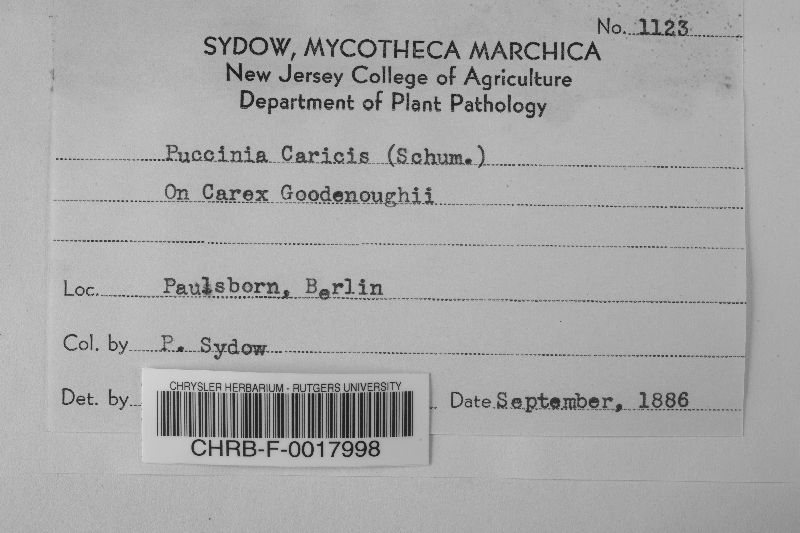 No. 1123
SYDOW, MYCOTHECA MARCHICA
New Jersey College of Agriculture
Department of Plant Pathology
Puccinia Caricis (Schum.)
On Carex Goodenoughii
Loc. Paulsborn, Berlin
Col. by P. Sydow
Det. by
Date September, 1886
CHRYSLER HERBARIUM - RUTGERS UNIVERSITY
CHRB-F-0017998